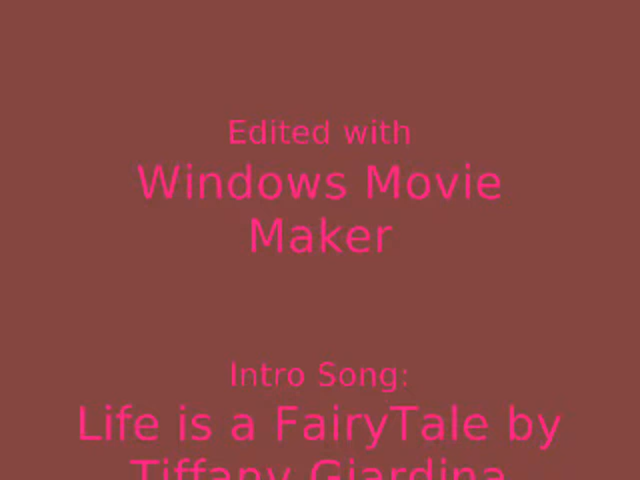 Edited with
Windows Movie
Maker
Intro Song:
Life is a FairyTale by
Tiffany Giardina